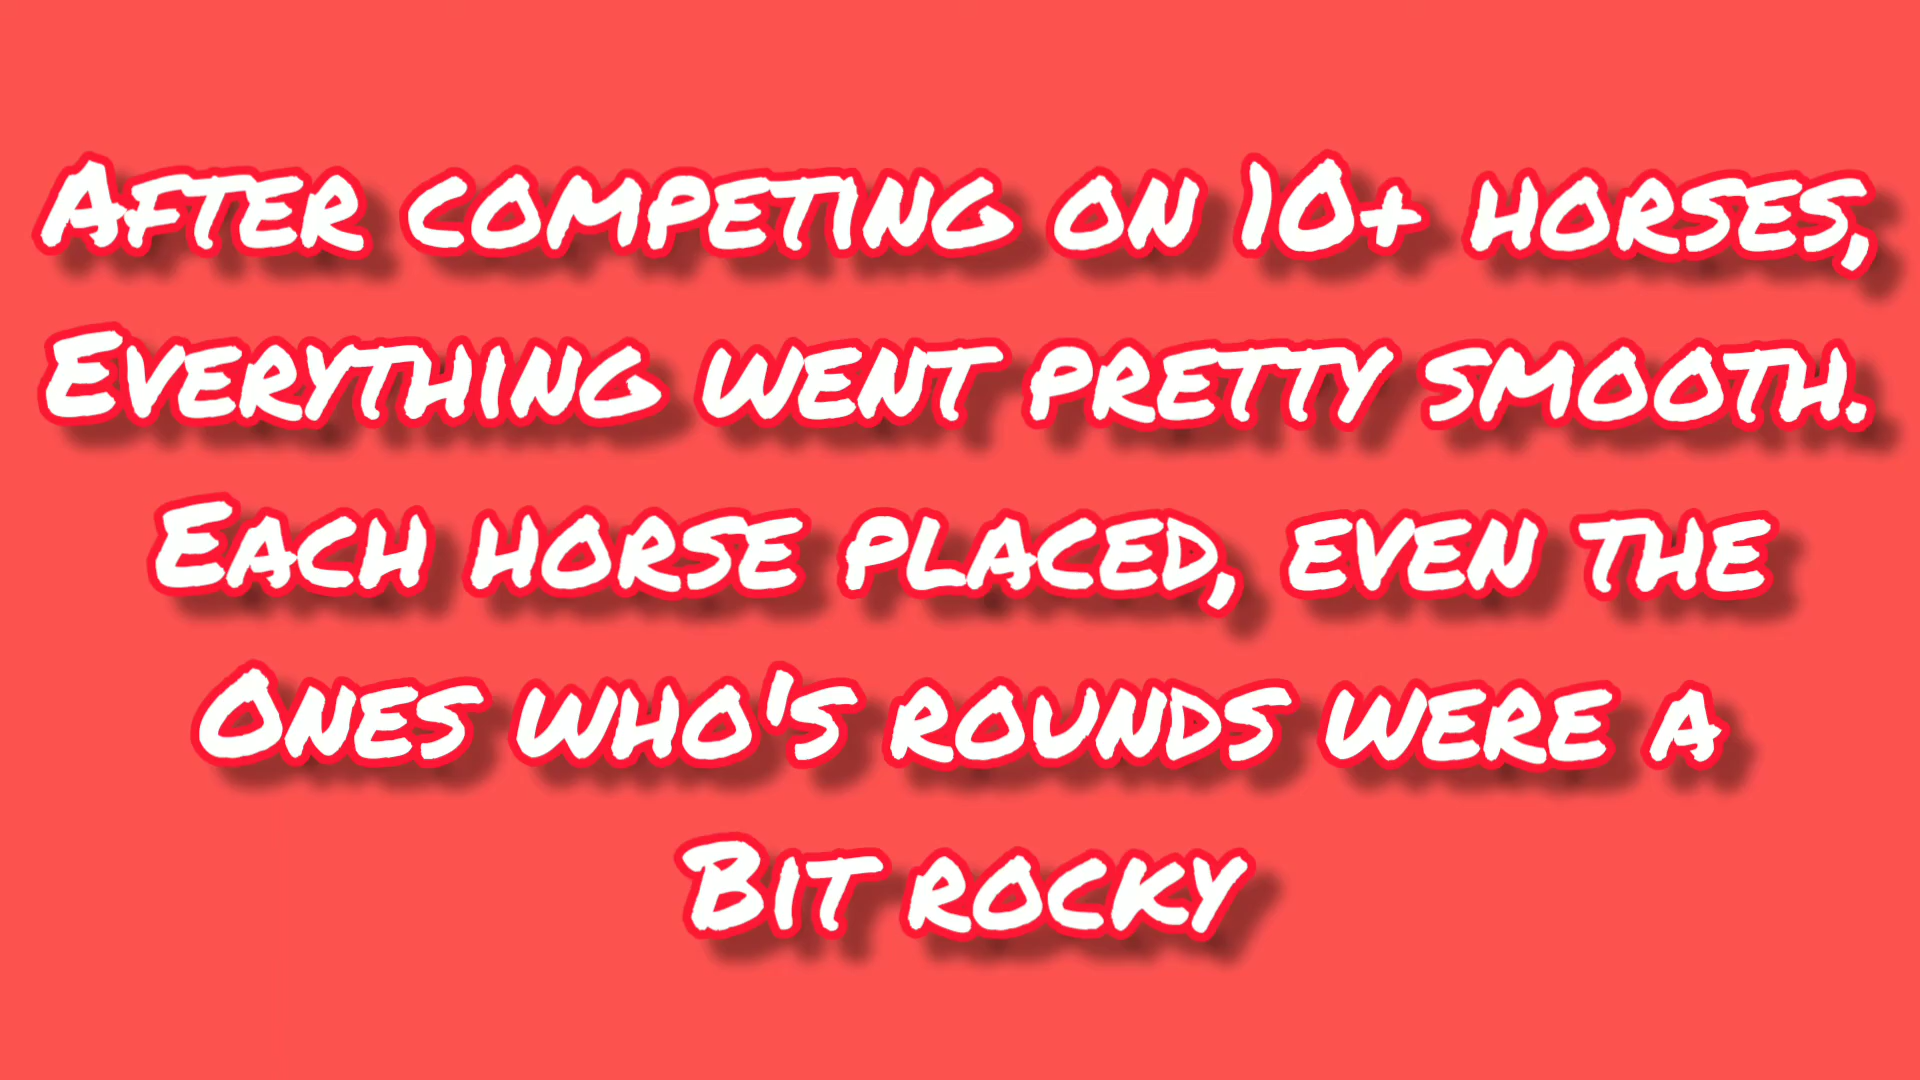 After competing on 10+ horses,
Everything went pretty smooth.
Each horse placed, even the
Ones who's rounds were a
Bit rocky